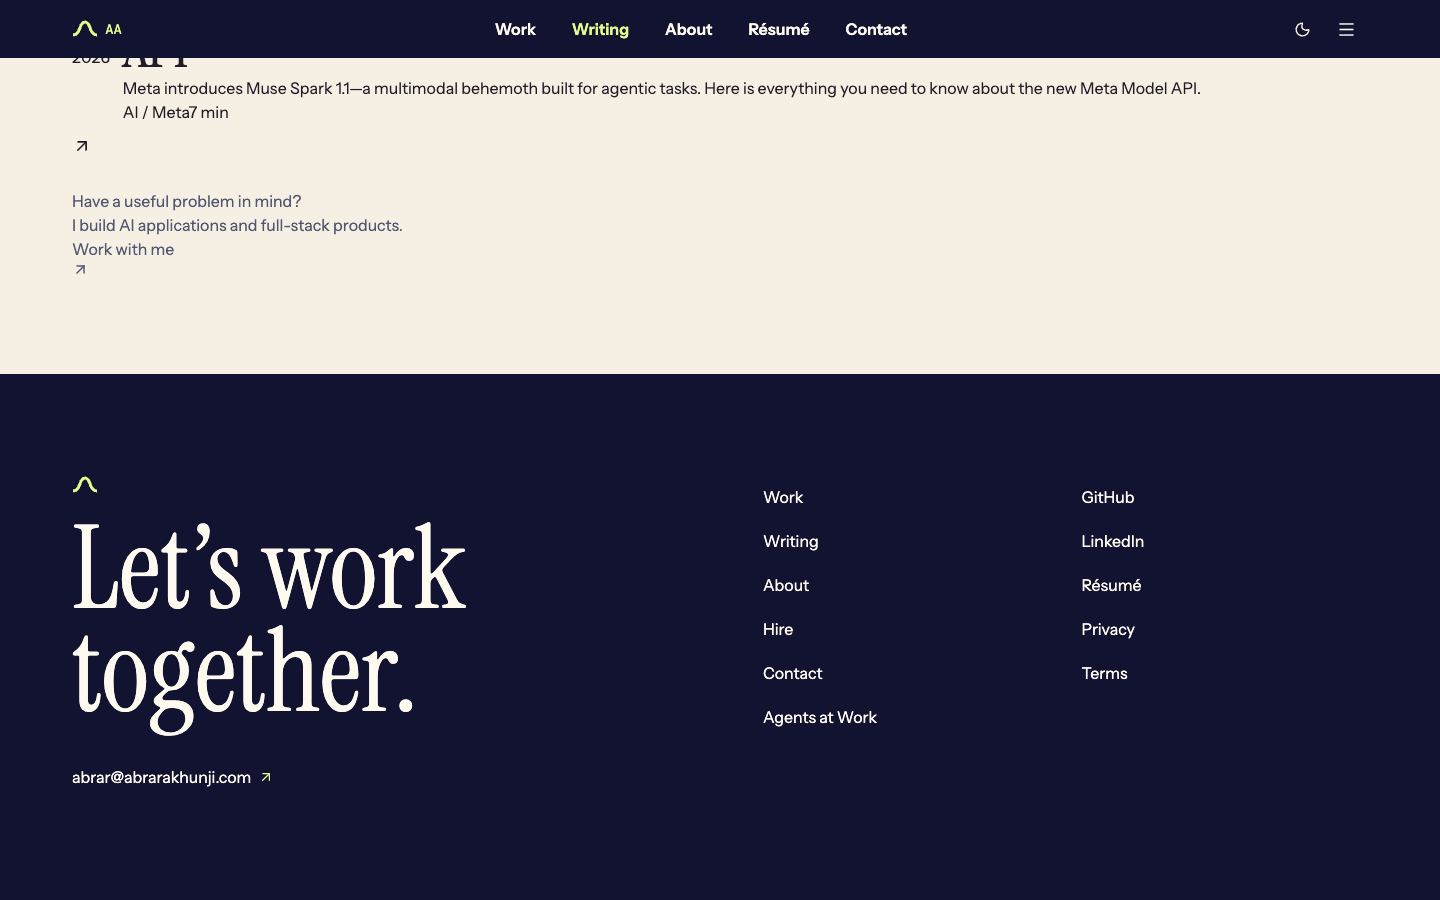 AA
Work
Writing
About
Résumé
Contact
2026
API
Meta introduces Muse Spark 1.1—a multimodal behemoth built for agentic tasks. Here is everything you need to know about the new Meta Model API.
AI / Meta7 min
Have a useful problem in mind?
I build AI applications and full-stack products.
Work with me
Let’s work
together.
abrar@abrarakhunji.com
Work
Writing
About
Hire
Contact
Agents at Work
GitHub
LinkedIn
Résumé
Privacy
Terms